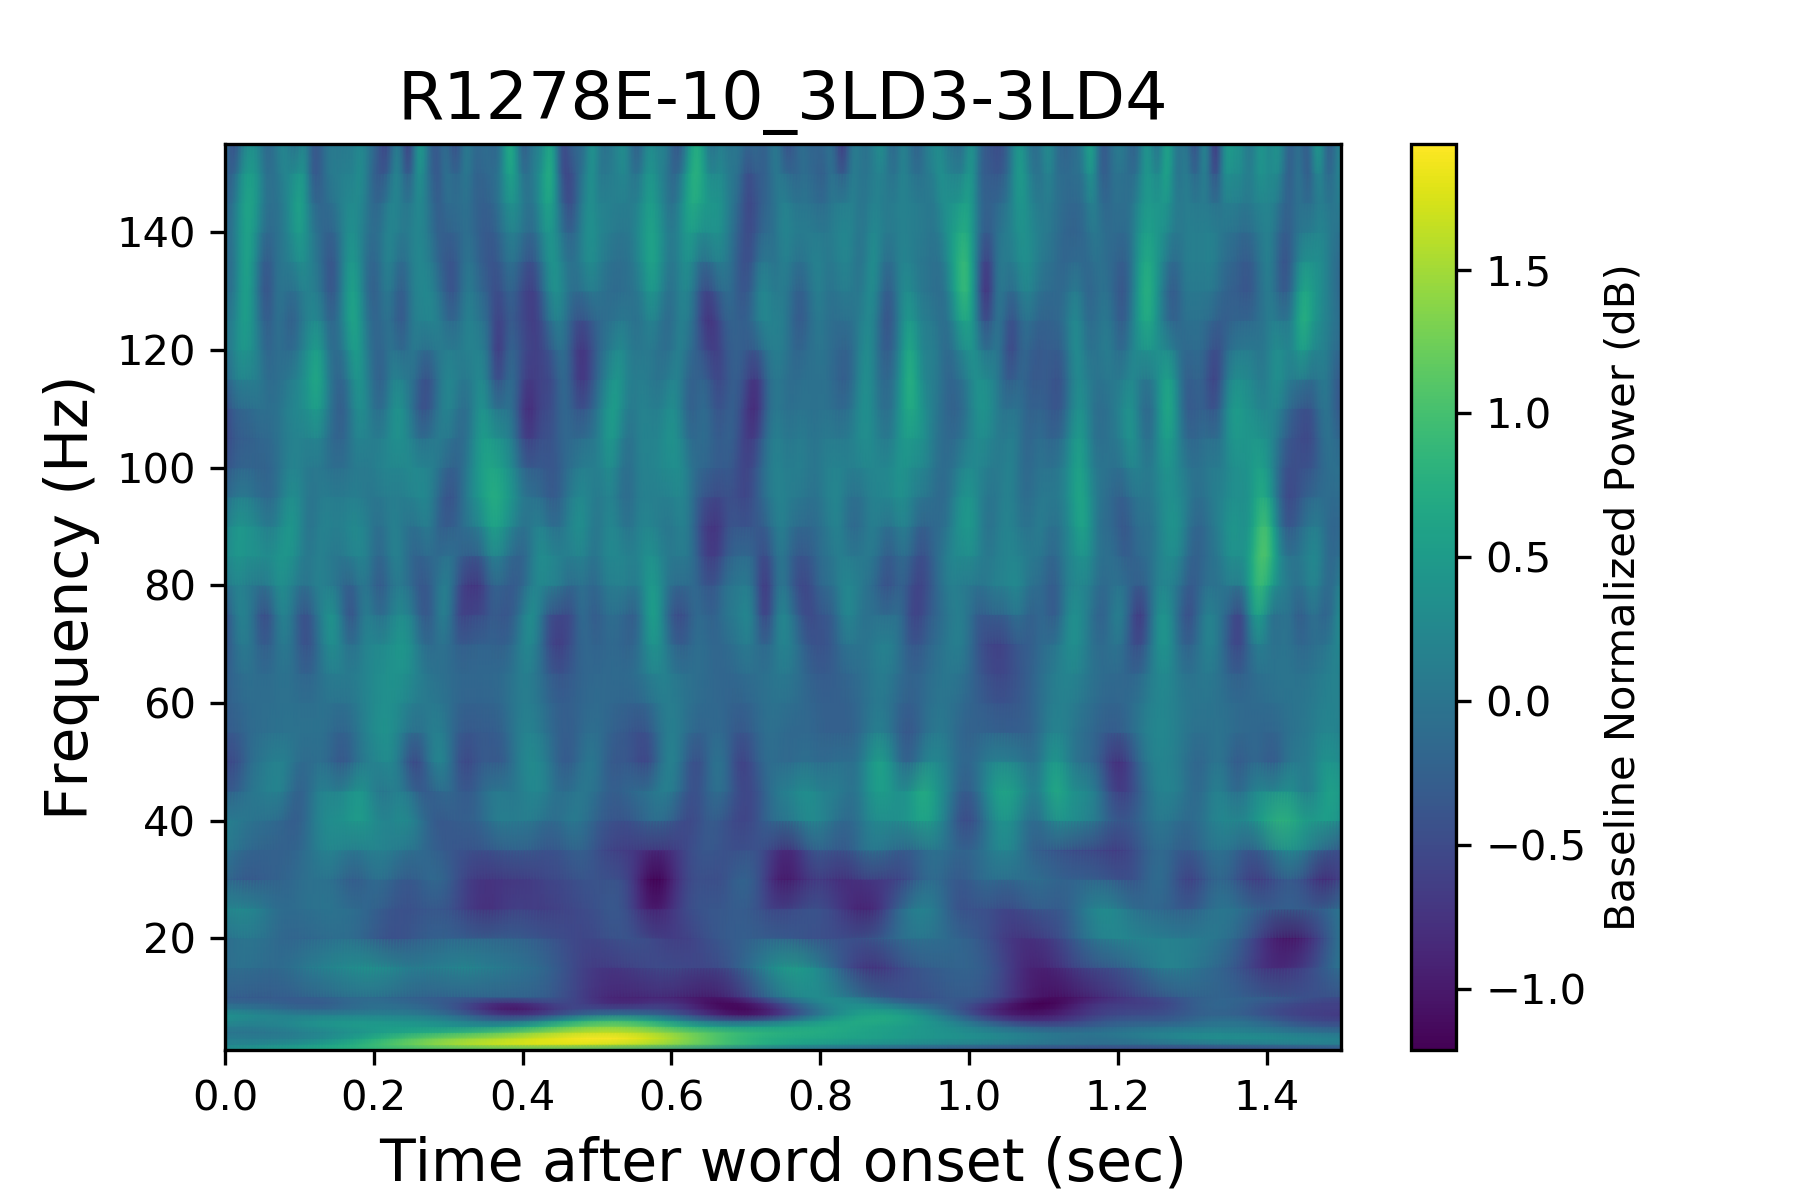 R1278E-10_3LD3-3LD4
Frequency (Hz)
140
120
100
80
60
40
20
0.0 0.2 0.4 0.6 0.8 1.0 1.2 1.4
Time after word onset (sec)
1.5
1.0
0.5
0.0
−0.5
−1.0
Baseline Normalized Power (dB)